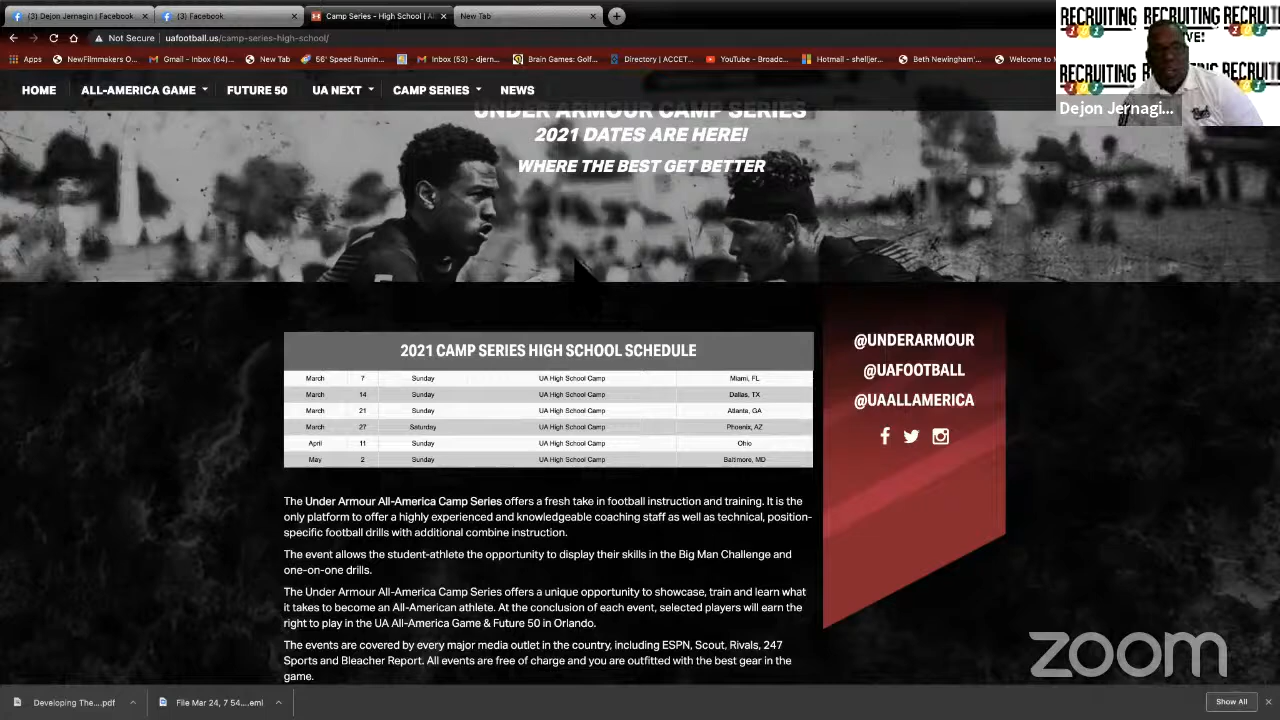 (3) Dejon Jernagin | Facebook
(3) Facebook
Camp Series - High School | Al
New Tab
Not Secure | uafootball.us/camp-series-high-school/
Apps
NewFilmmakers O...
Gmail - Inbox (64)...
New Tab
56' Speed Runnin...
Inbox (53) - djern...
Brain Games: Golf...
Directory | ACCET...
YouTube - Broadc...
Hotmail - shelljer...
Beth Newingham'...
Welcome to
HOME
ALL-AMERICA GAME
FUTURE 50
UA NEXT
CAMP SERIES
NEWS
RECRUITING RECRUITING RECRUIT
RECRUITING
Dejon Jernagi...
UNDER ARMOUR CAMP SERIES
2021 DATES ARE HERE!
WHERE THE BEST GET BETTER
2021 CAMP SERIES HIGH SCHOOL SCHEDULE
March 7 Sunday UA High School Camp Miami, FL
March 14 Sunday UA High School Camp Dallas, TX
March 21 Sunday UA High School Camp Atlanta, GA
March 27 Saturday UA High School Camp Phoenix, AZ
April 11 Sunday UA High School Camp Ohio
May 2 Sunday UA High School Camp Baltimore, MD
@UNDERARMOUR
@UAFOOTBALL
@UAALLAMERICA
The Under Armour All-America Camp Series offers a fresh take in football instruction and training. It is the
only platform to offer a highly experienced and knowledgeable coaching staff as well as technical, position-
specific football drills with additional combine instruction.
The event allows the student-athlete the opportunity to display their skills in the Big Man Challenge and
one-on-one drills.
The Under Armour All-America Camp Series offers a unique opportunity to showcase, train and learn what
it takes to become an All-American athlete. At the conclusion of each event, selected players will earn the
right to play in the UA All-America Game & Future 50 in Orlando.
The events are covered by every major media outlet in the country, including ESPN, Scout, Rivals, 247
Sports and Bleacher Report. All events are free of charge and you are outfitted with the best gear in the
game.
zoom
Developing The....pdf
File Mar 24, 7 54....eml
Show All